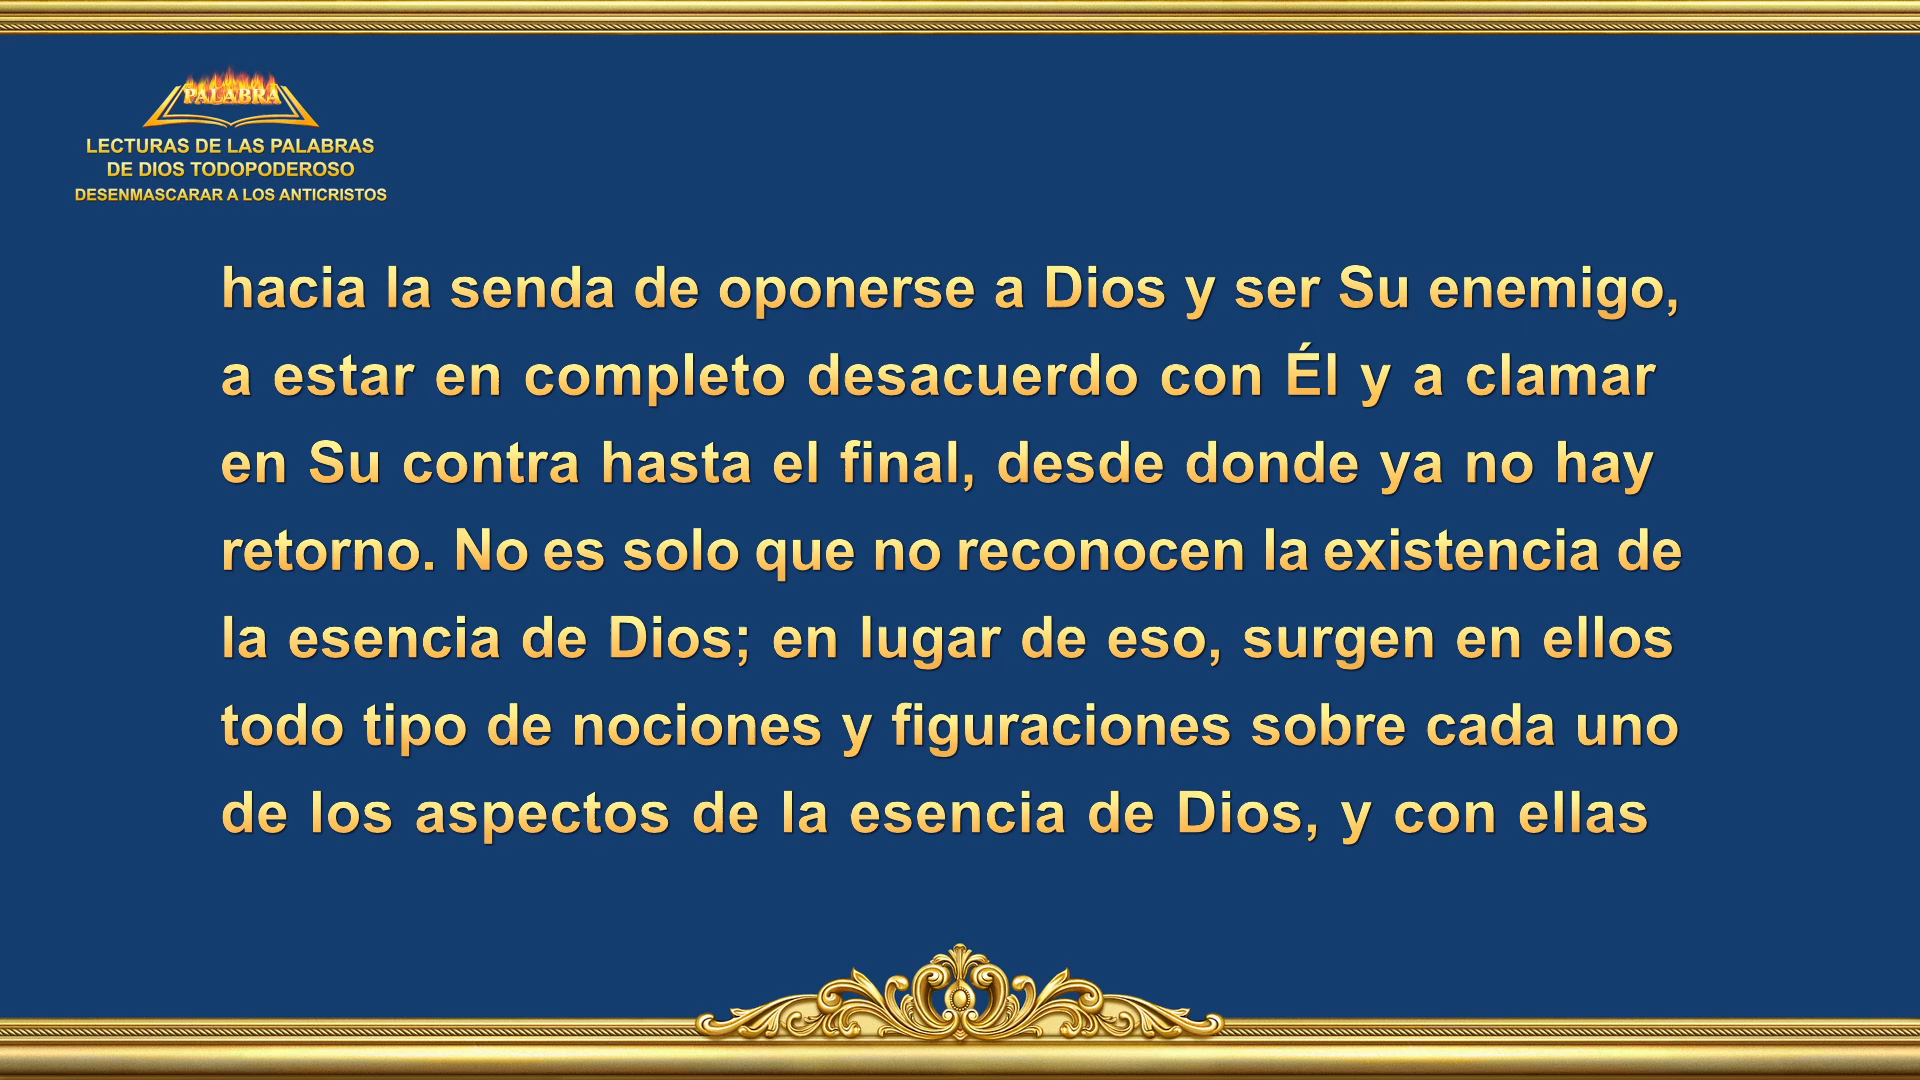 PALABRA
LECTURAS DE LAS PALABRAS
DE DIOS TODOPODEROSO
DESENMASCARAR A LOS ANTICRISTOS
hacia la senda de oponerse a Dios y ser Su enemigo,
a estar en completo desacuerdo con Él y a clamar
en Su contra hasta el final, desde donde ya no hay
retorno. No es solo que no reconocen la existencia de
la esencia de Dios; en lugar de eso, surgen en ellos
todo tipo de nociones y figuraciones sobre cada uno
de los aspectos de la esencia de Dios, y con ellas